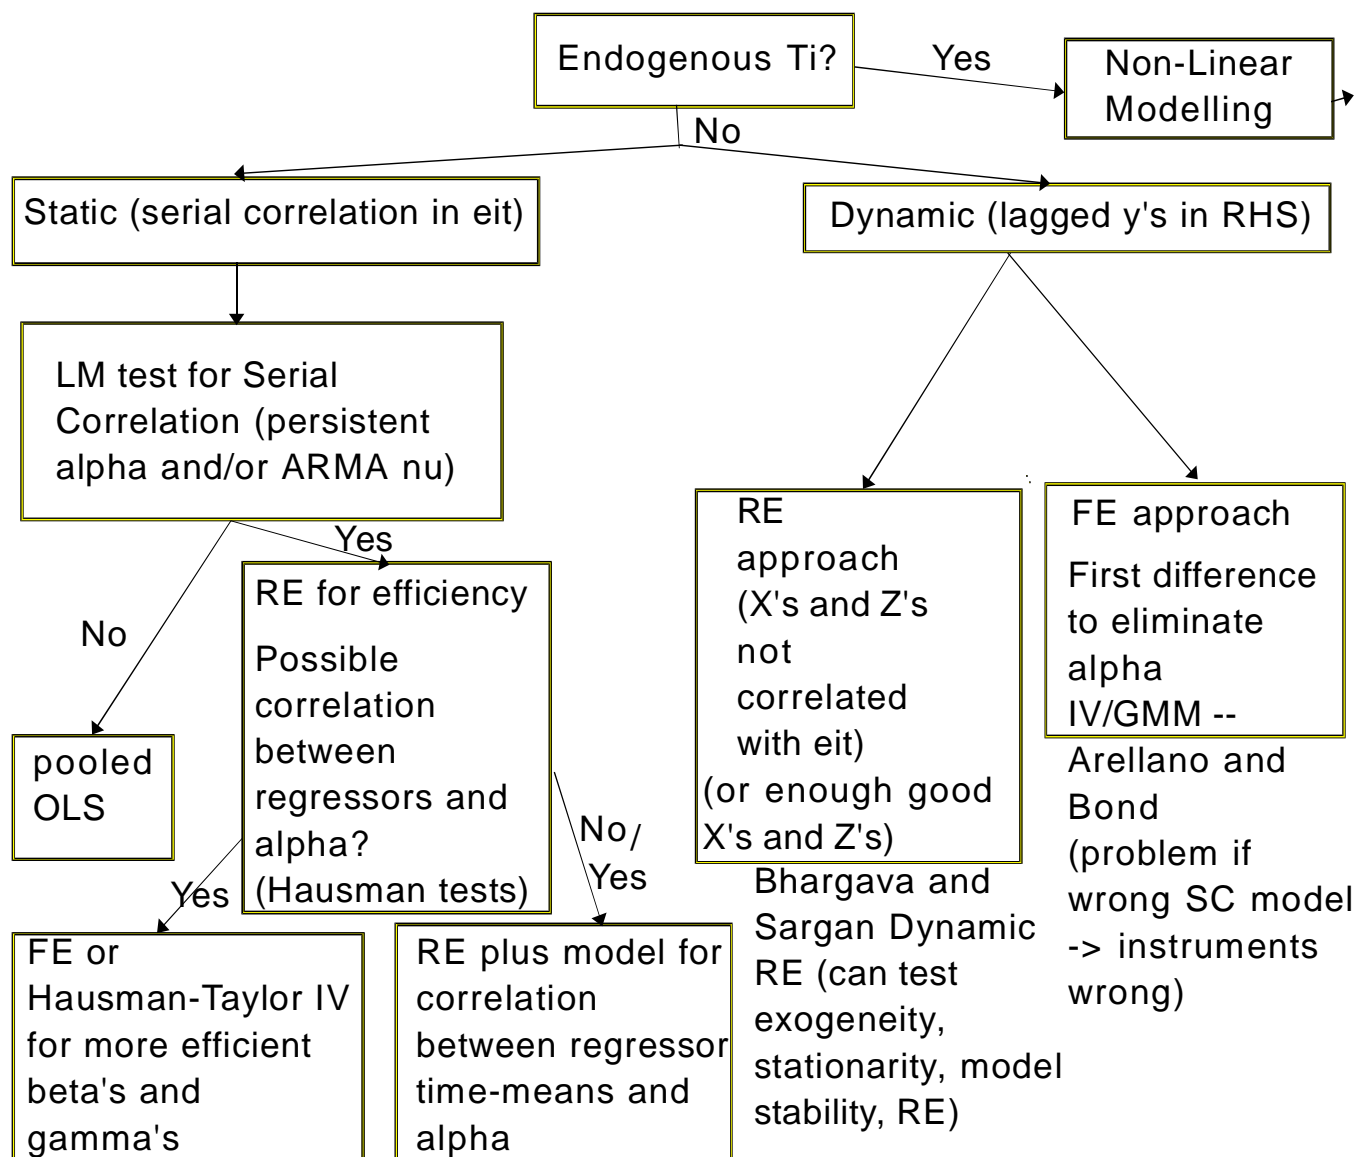 Endogenous Ti?
Yes
Non-Linear
Modelling
No
Static (serial correlation in eit)
Dynamic (lagged y's in RHS)
LM test for Serial
Correlation (persistent
alpha and/or ARMA nu)
Yes
No
pooled
OLS
RE for efficiency
Possible
correlation
between
regressors and
alpha?
(Hausman tests)
Yes
No/
Yes
FE or
Hausman-Taylor IV
for more efficient
beta's and
gamma's
RE plus model for
correlation
between regressor
time-means and
alpha
RE
approach
(X's and Z's
not
correlated
with eit)
(or enough good
X's and Z's)
Bhargava and
Sargan Dynamic
RE (can test
exogeneity,
stationarity, model
stability, RE)
FE approach
First difference
to eliminate
alpha
IV/GMM --
Arellano and
Bond
(problem if
wrong SC model
-> instruments
wrong)